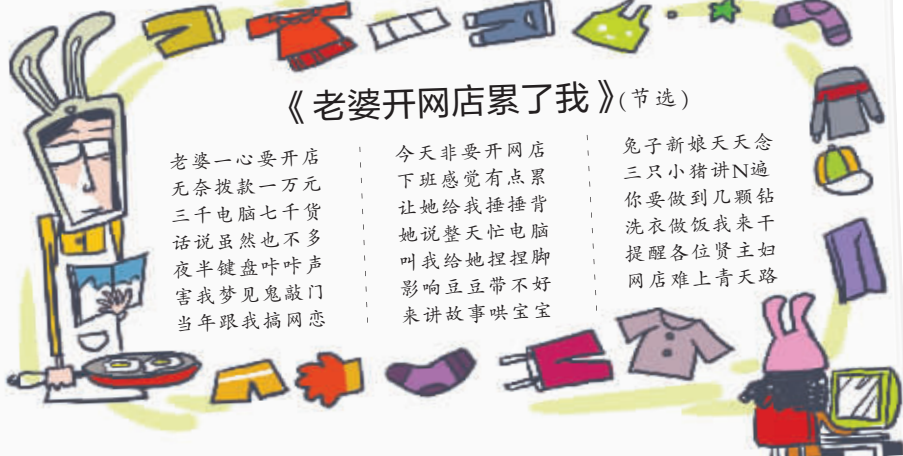 《老婆开网店累了我》(节选)
老婆一心要开店
无奈拨款一万元
三千电脑七千货
话说虽然也不多
夜半键盘咔咔声
害我梦见鬼敲门
当年跟我搞网恋
今天非要开网店
下班感觉有点累
让她给我捶捶背
她说整天忙电脑
叫我给她捏捏脚
影响豆豆带不好
来讲故事哄宝宝
兔子新娘天天念
三只小猪讲N遍
你要做到几颗钻
洗衣做饭我来干
提醒各位贤主妇
网店难上青天路